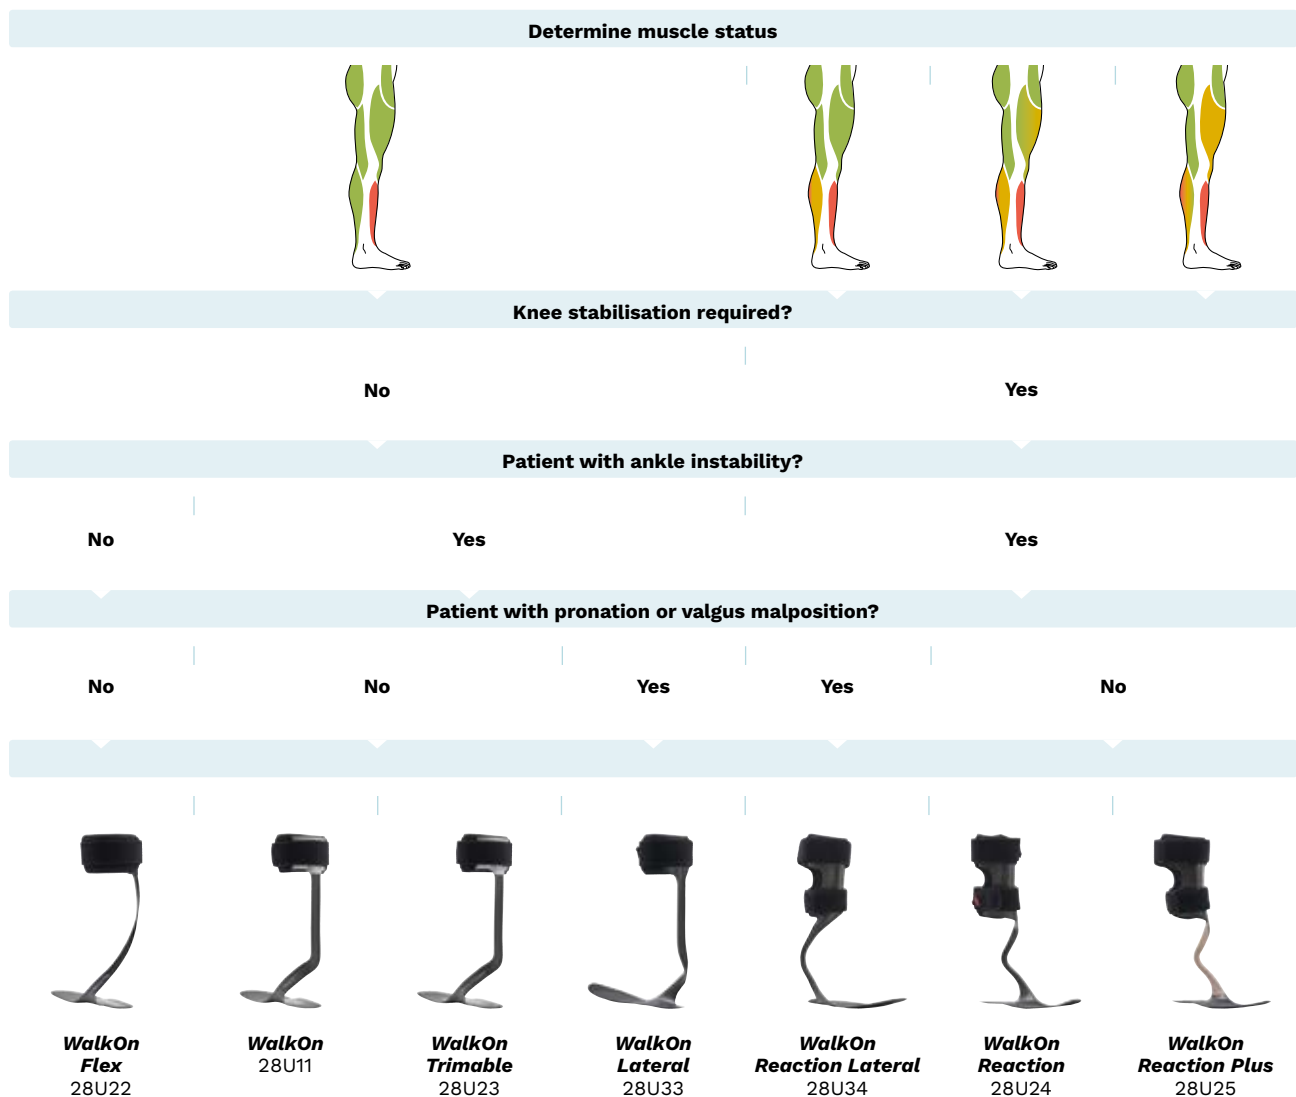 Determine muscle status
Knee stabilisation required?
No
Yes
Patient with ankle instability?
No
Yes
Yes
Patient with pronation or valgus malposition?
No
No
Yes
Yes
No
WalkOn
Flex
28U22
WalkOn
28U11
WalkOn
Trimable
28U23
WalkOn
Lateral
28U33
WalkOn
Reaction Lateral
28U34
WalkOn
Reaction
28U24
WalkOn
Reaction Plus
28U25